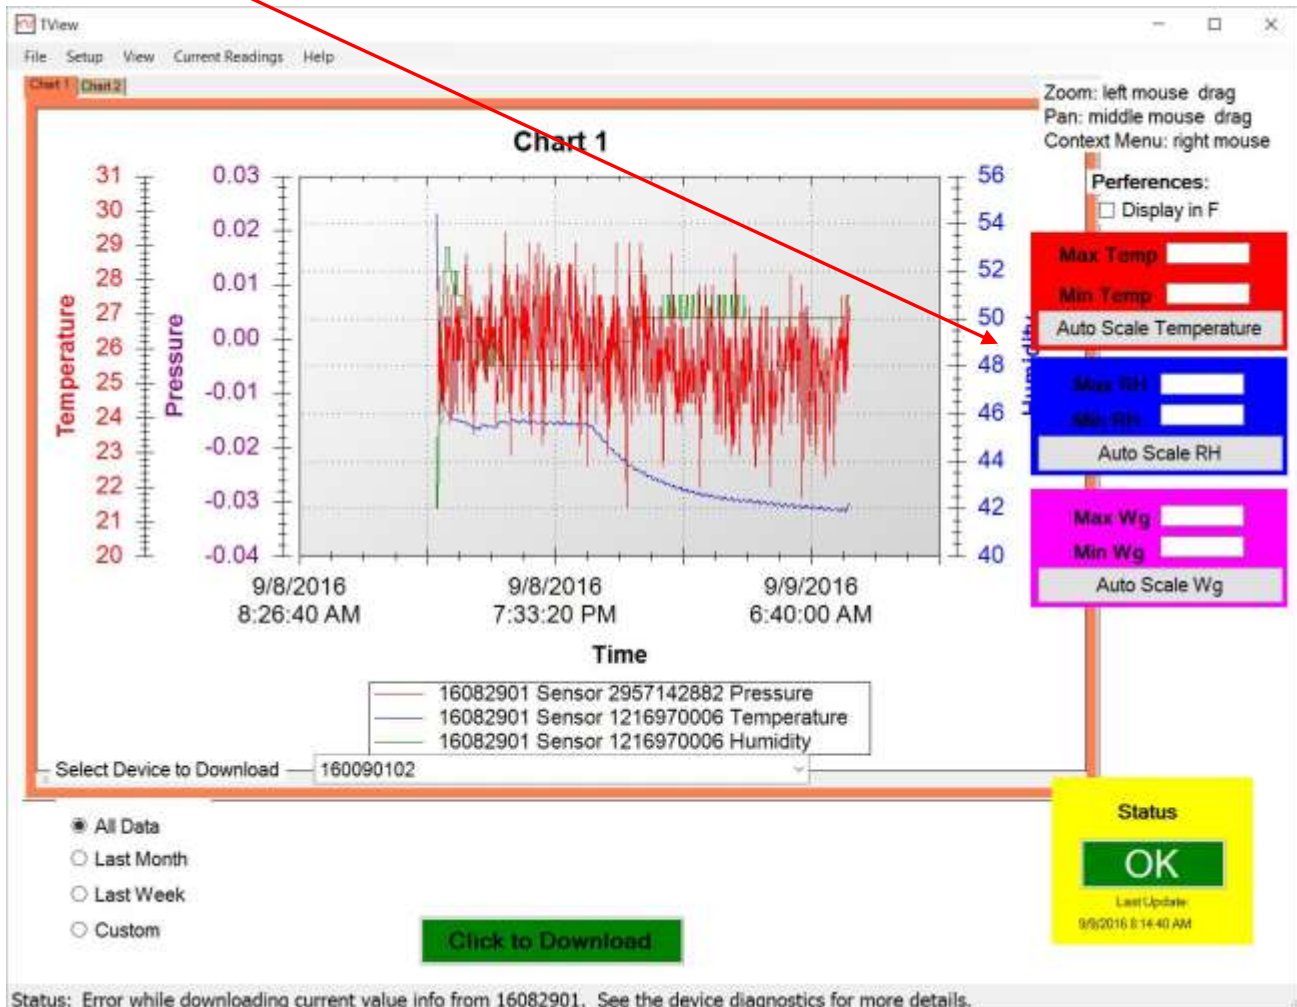 TView
File Setup View Current Readings Help
Chart 1 Chart 2
Zoom: left mouse drag
Pan: middle mouse drag
Context Menu: right mouse
Chart 1
Perferences:
Display in F
Max Temp
Min Temp
Auto Scale Temperature
Max RH
Min RH
Auto Scale RH
Max Wg
Min Wg
Auto Scale Wg
Temperature
31
30
29
28
27
26
25
24
23
22
21
20
Pressure
0.03
0.02
0.01
0.00
-0.01
-0.02
-0.03
-0.04
56
54
52
50
48
46
44
42
40
Humidity
9/8/2016 9/8/2016 9/9/2016
8:26:40 AM 7:33:20 PM 6:40:00 AM
Time
16082901 Sensor 2957142882 Pressure
16082901 Sensor 1216970006 Temperature
16082901 Sensor 1216970006 Humidity
Select Device to Download 160090102
All Data
Last Month
Last Week
Custom
Click to Download
Status
OK
Last Update
9/9/2016 8:14:40 AM
Status: Error while downloading current value info from 16082901. See the device diagnostics for more details.